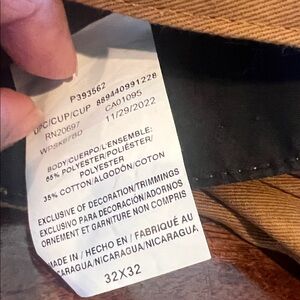 P393562
UPC/CUP/CUP 889440991228
RN20697 CA01095
11/29/2022
BODY/CUERPO/L'ENSEMBLE:
65% POLYESTER/POLIÉSTER/
POLYESTER
35% COTTON/ALGODÓN/COTON
EXCLUSIVE OF DECORATION/TRIMMINGS
EXCLUSIVO PARA DECORACIÓN/ADORNOS
ORNEMENT ET GARNITURE NON COMPRIS
MADE IN / HECHO EN / FABRIQUÉ AU
NICARAGUA/NICARAGUA/NICARAGUA
32X32